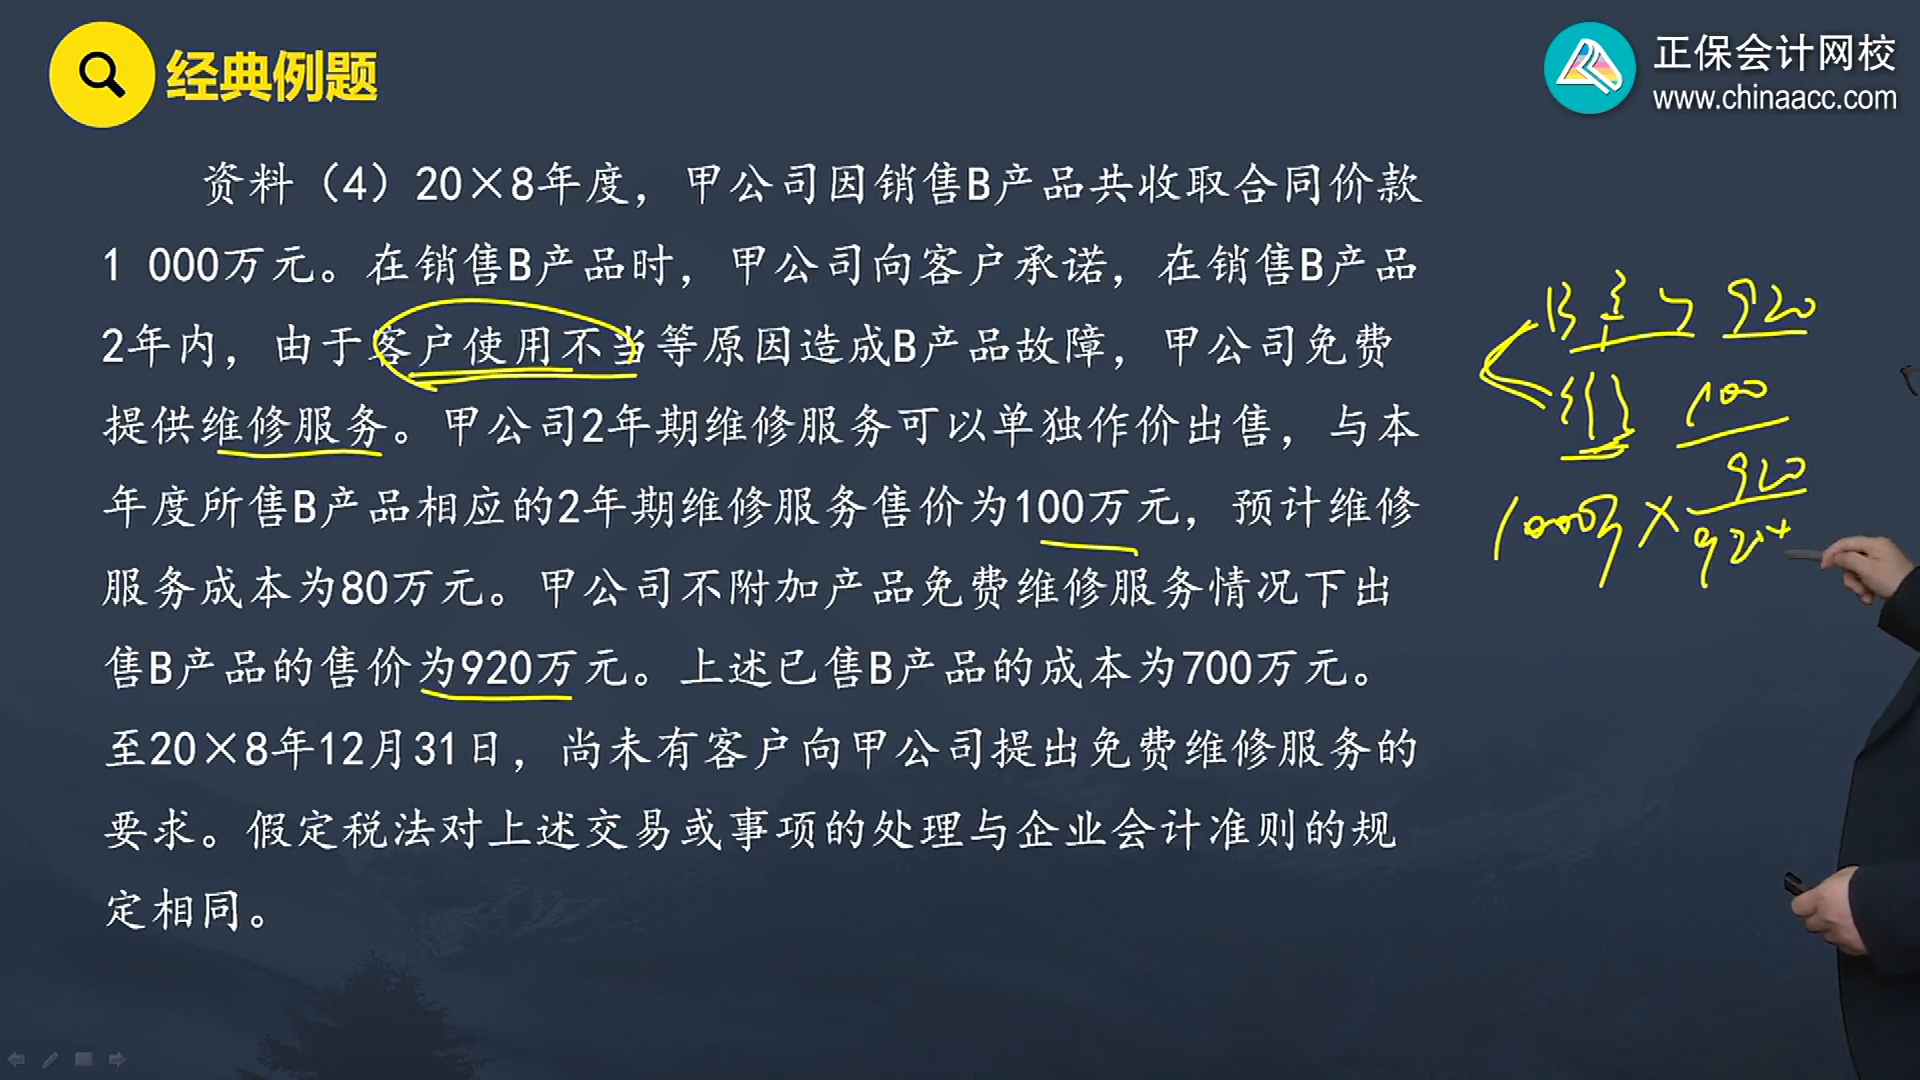 经典例题
正保会计网校
www.chinaacc.com
资料（4）20×8年度，甲公司因销售B产品共收取合同价款
1 000万元。在销售B产品时，甲公司向客户承诺，在销售B产品
2年内，由于客户使用不当等原因造成B产品故障，甲公司免费
提供维修服务。甲公司2年期维修服务可以单独作价出售，与本
年度所售B产品相应的2年期维修服务售价为100万元，预计维修
服务成本为80万元。甲公司不附加产品免费维修服务情况下出
售B产品的售价为920万元。上述已售B产品的成本为700万元。
至20×8年12月31日，尚未有客户向甲公司提出免费维修服务的
要求。假定税法对上述交易或事项的处理与企业会计准则的规
定相同。
920
100
920
1000万 ×
920+